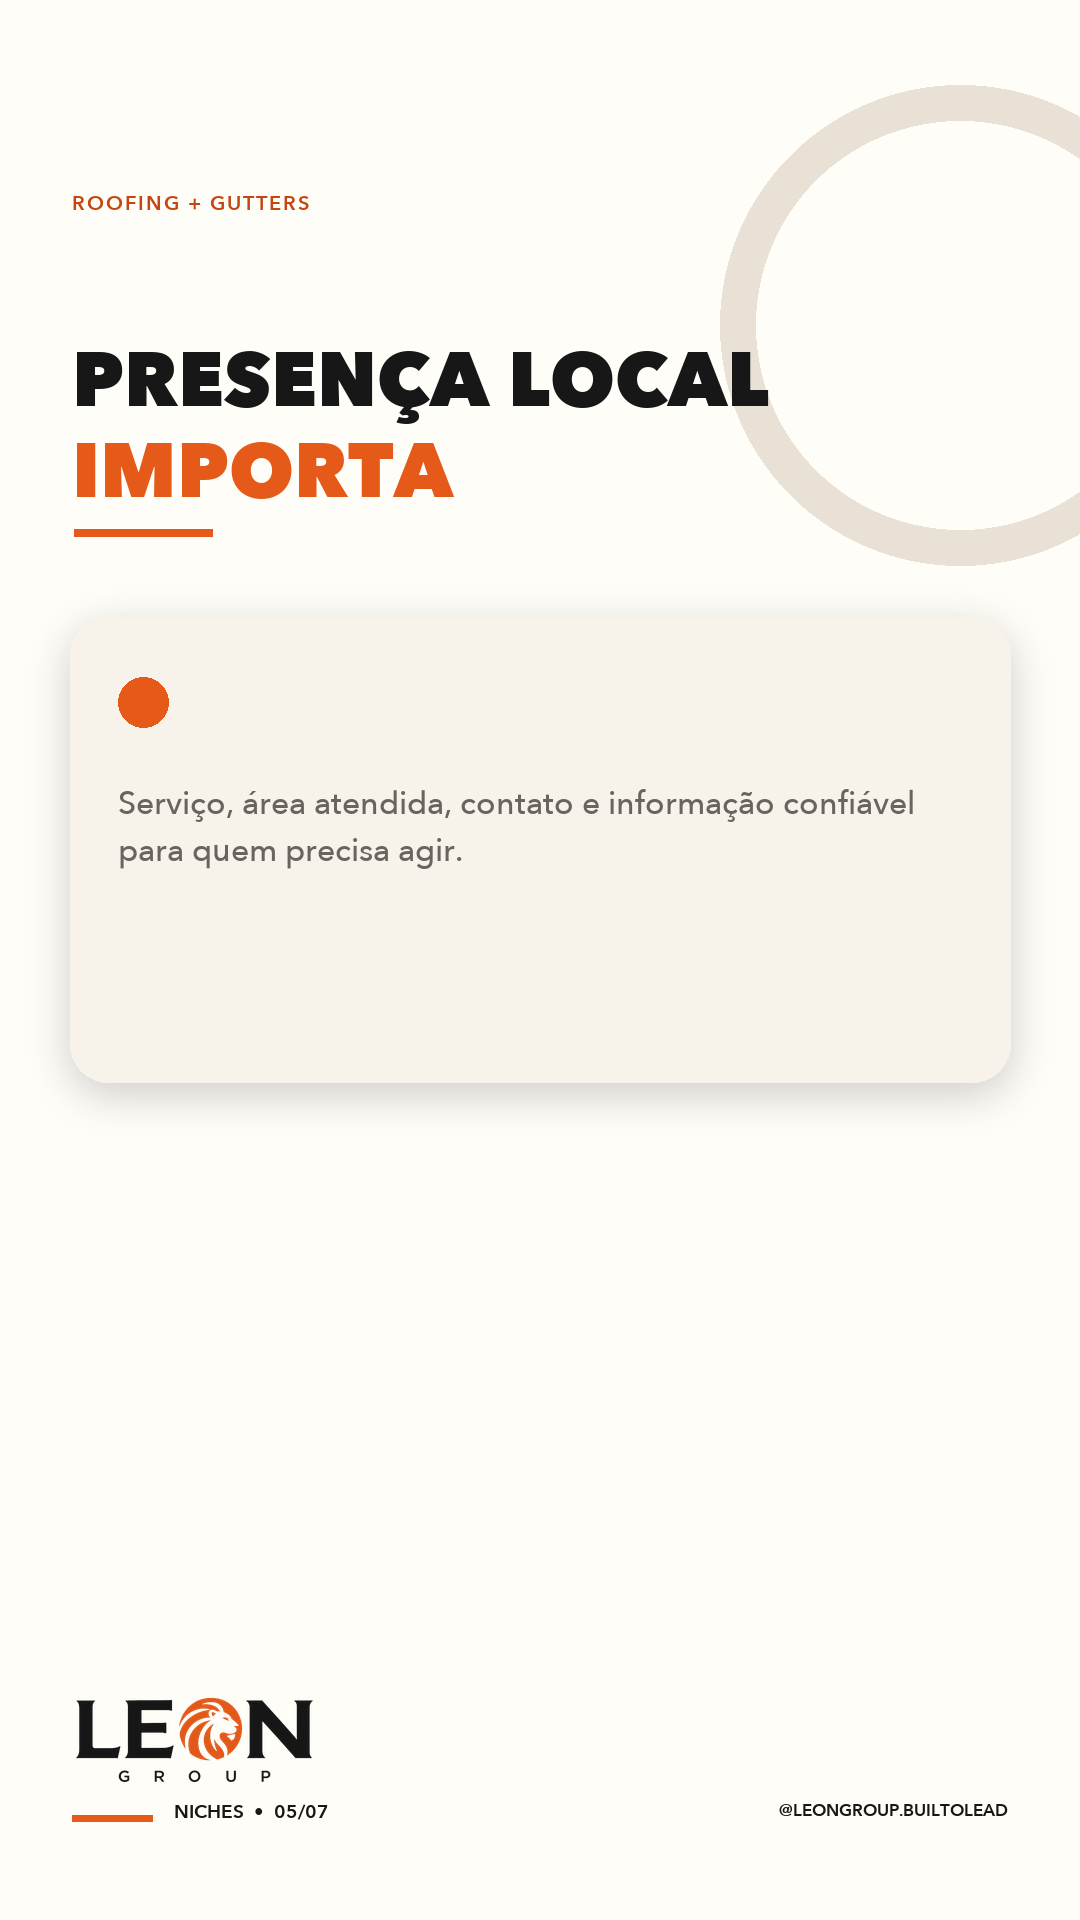 ROOFING + GUTTERS
PRESENÇA LOCAL
IMPORTA
Serviço, área atendida, contato e informação confiável
para quem precisa agir.
LEON
GROUP
NICHES • 05/07
@LEONGROUP.BUILTOLEAD